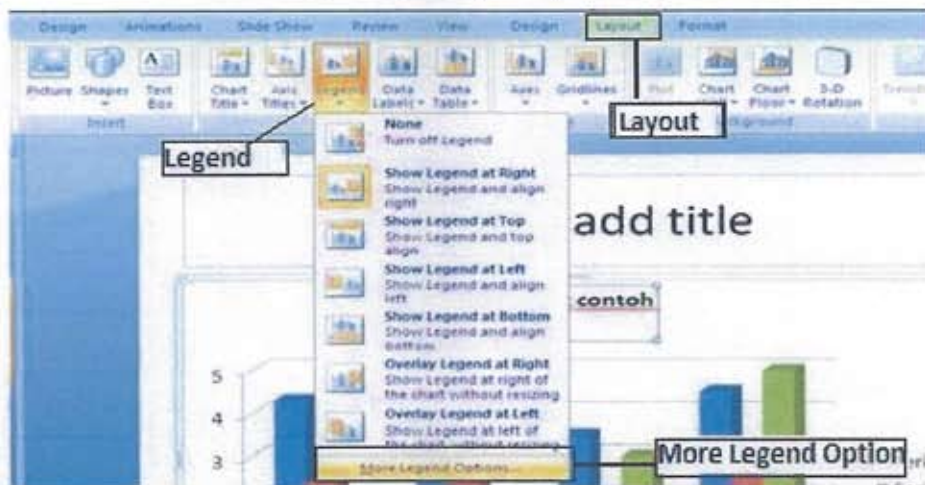 Design Animations Slide Show Review View Design Layout Format
Picture Shapes Text Box Chart Title Axis Titles Legend Data Labels Data Table Axes Gridlines Chart Chart Floor 3-D Rotation
Insert
Layout
Legend
None
Turn off Legend
Show Legend at Right
Show Legend and align
right
Show Legend at Top
Show Legend and top
align
add title
Show Legend at Left
Show Legend and align
left
contoh
Show Legend at Bottom
Show Legend and align
bottom
Overlay Legend at Right
Show Legend at right of
the chart without resizing
5
Overlay Legend at Left
Show Legend at left of
the chart without resizing
4
More Legend Options...
More Legend Option
3